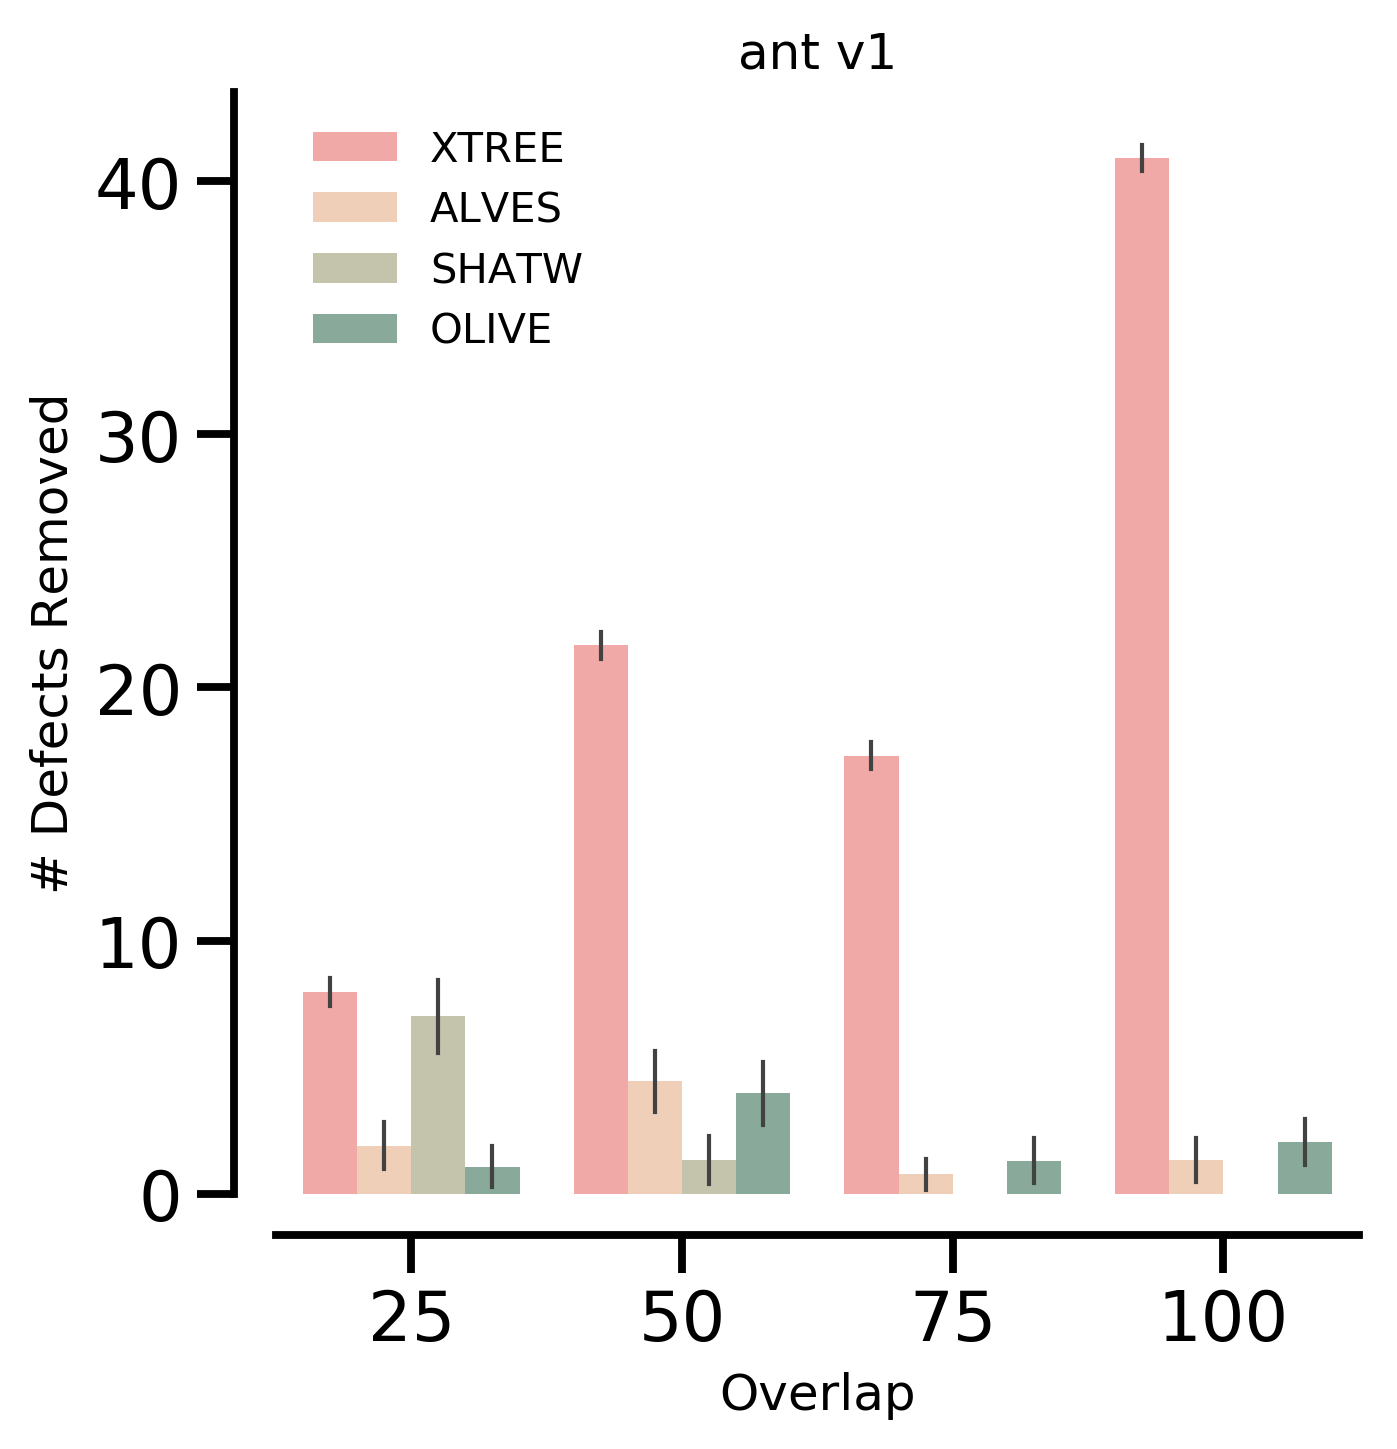 ant v1
XTREE
ALVES
SHATW
OLIVE
# Defects Removed
40
30
20
10
0
25 50 75 100
Overlap